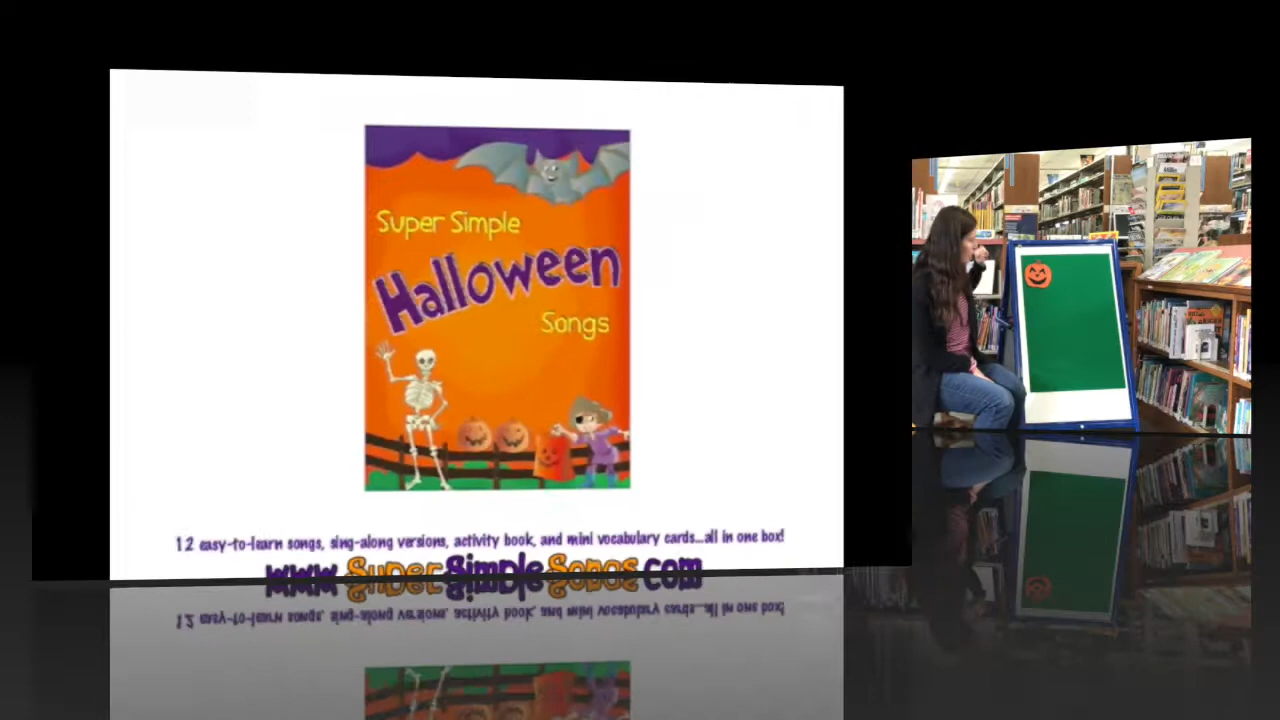 Super Simple
Halloween
Songs
12 easy-to-learn songs, sing-along versions, activity book, and mini vocabulary cards...all in one box!
www.SuperSimpleSongs.com